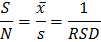 S/N = x̄/s = 1/RSD